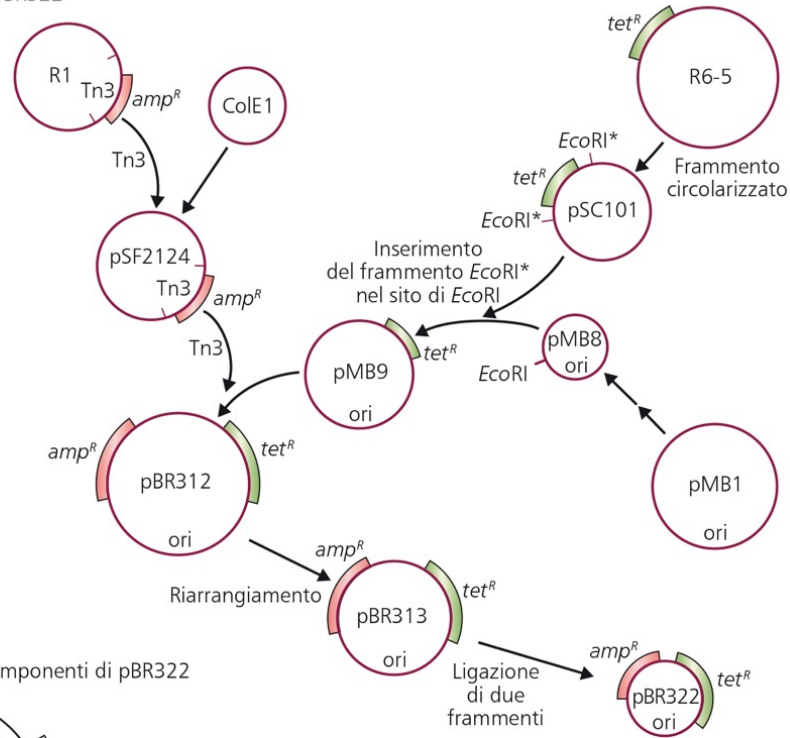 R1
Tn3
ampR
ColE1
Tn3
tetR
R6-5
EcoRI*
tetR
Frammento
circolarizzato
EcoRI*
pSC101
pSF2124
Tn3
ampR
Inserimento
del frammento EcoRI*
nel sito di EcoRI
Tn3
tetR
pMB9
ori
pMB8
ori
EcoRI
pMB1
ori
ampR
tetR
pBR312
ori
Riarrangiamento
ampR
tetR
pBR313
ori
Ligazione
di due
frammenti
ampR
tetR
pBR322
ori
mponenti di pBR322